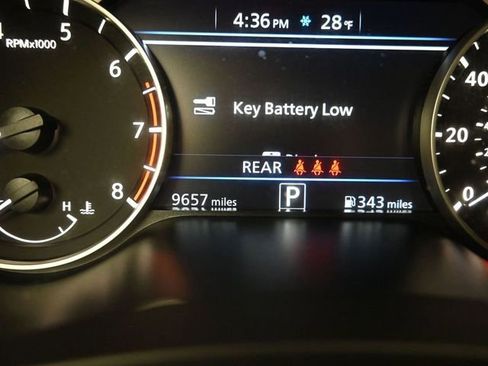 4:36 PM 28°F
4 5 6 7 8
RPMx1000
40
20
0
Key Battery Low
REAR
H
9657 miles P 343 miles